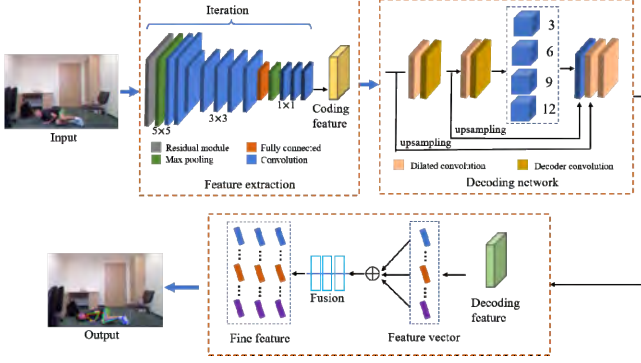 Iteration
5×5
3×3
1×1
Coding
feature
Residual module
Fully connected
Max pooling
Convolution
Feature extraction
Input
3
6
9
12
upsampling
upsampling
Dilated convolution
Decoder convolution
Decoding network
Output
Fine feature
Fusion
Feature vector
Decoding
feature